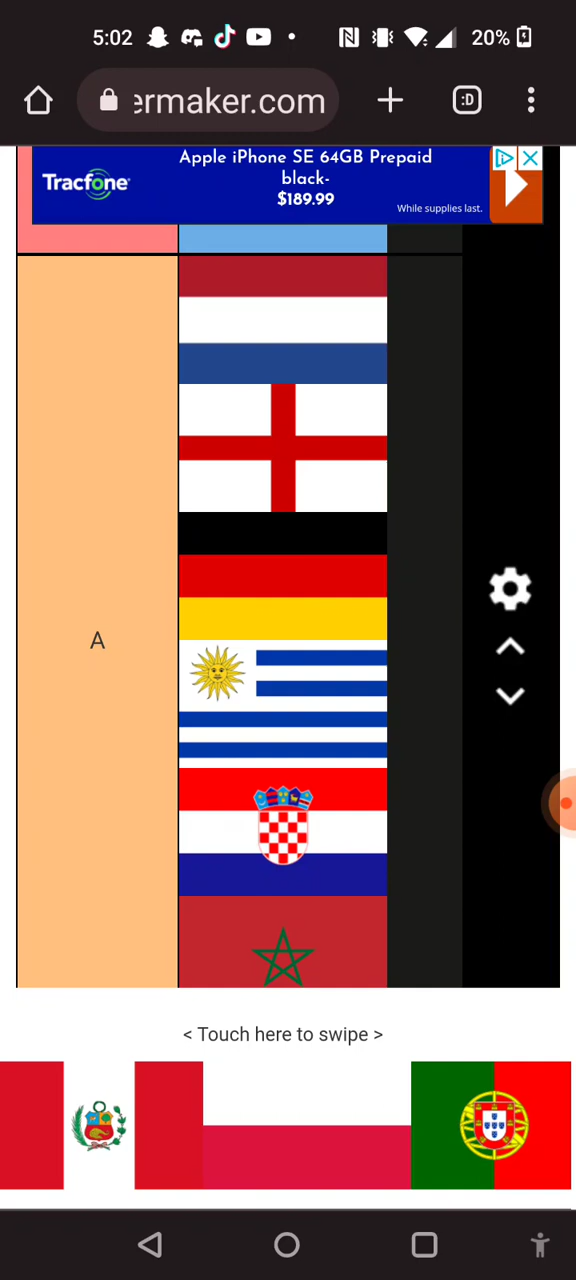 5:02
20%
ermaker.com
:D
Tracfone
Apple iPhone SE 64GB Prepaid
black-
$189.99
While supplies last.
A
< Touch here to swipe >